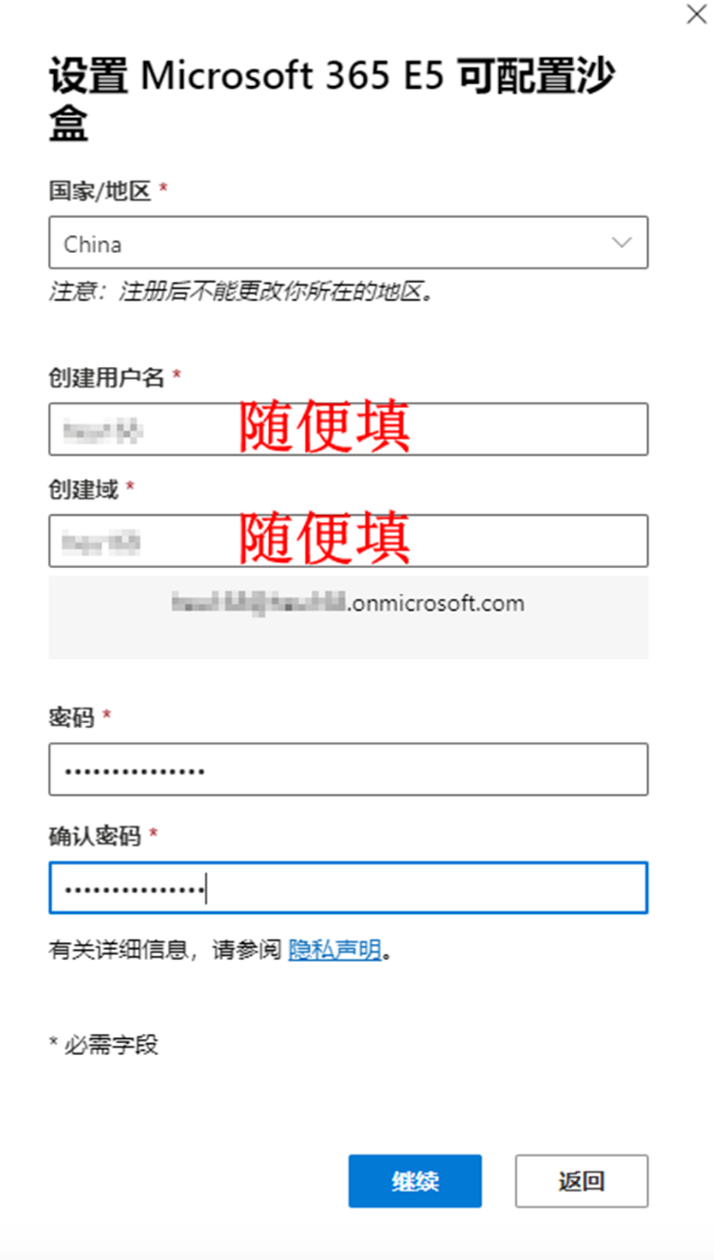 设置 Microsoft 365 E5 可配置沙
盒
国家/地区 *
China
注意：注册后不能更改你所在的地区。
创建用户名 *
随便填
创建域 *
随便填
.onmicrosoft.com
密码 *
•••••••••••••••
确认密码 *
•••••••••••••••
有关详细信息，请参阅 隐私声明。
* 必需字段
继续 返回